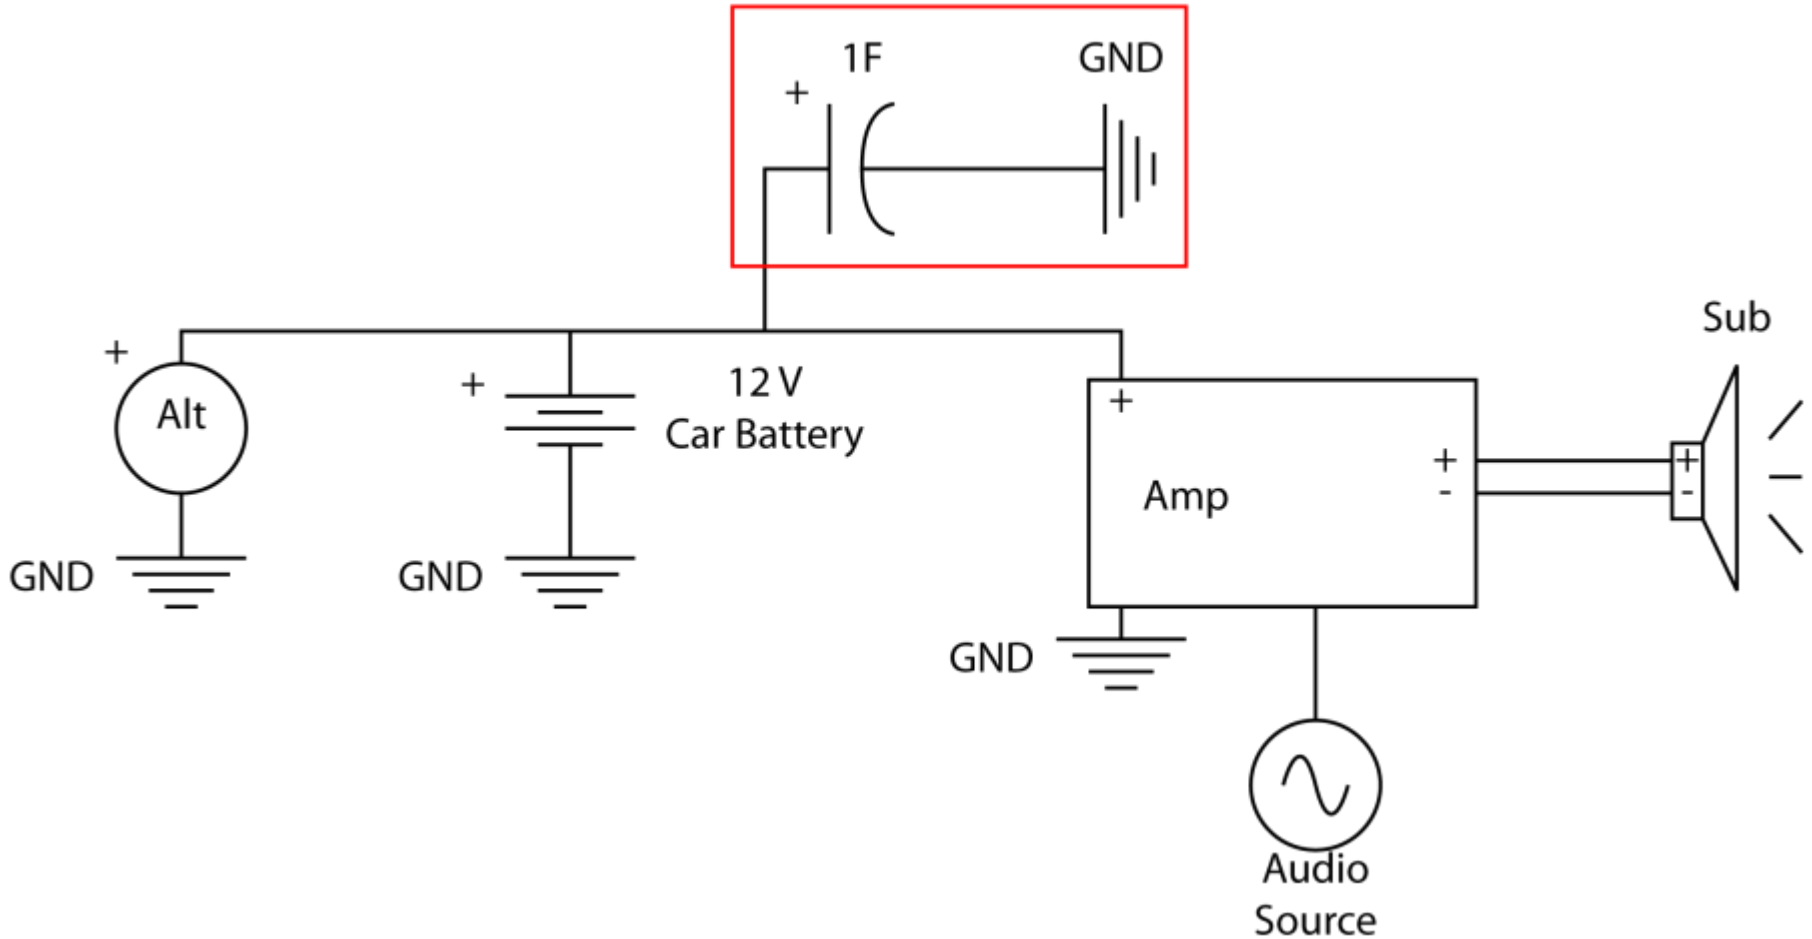 1F
GND
+
Sub
+
Alt
+
12 V
Car Battery
+
Amp
+
-
+
-
GND
GND
GND
Audio
Source